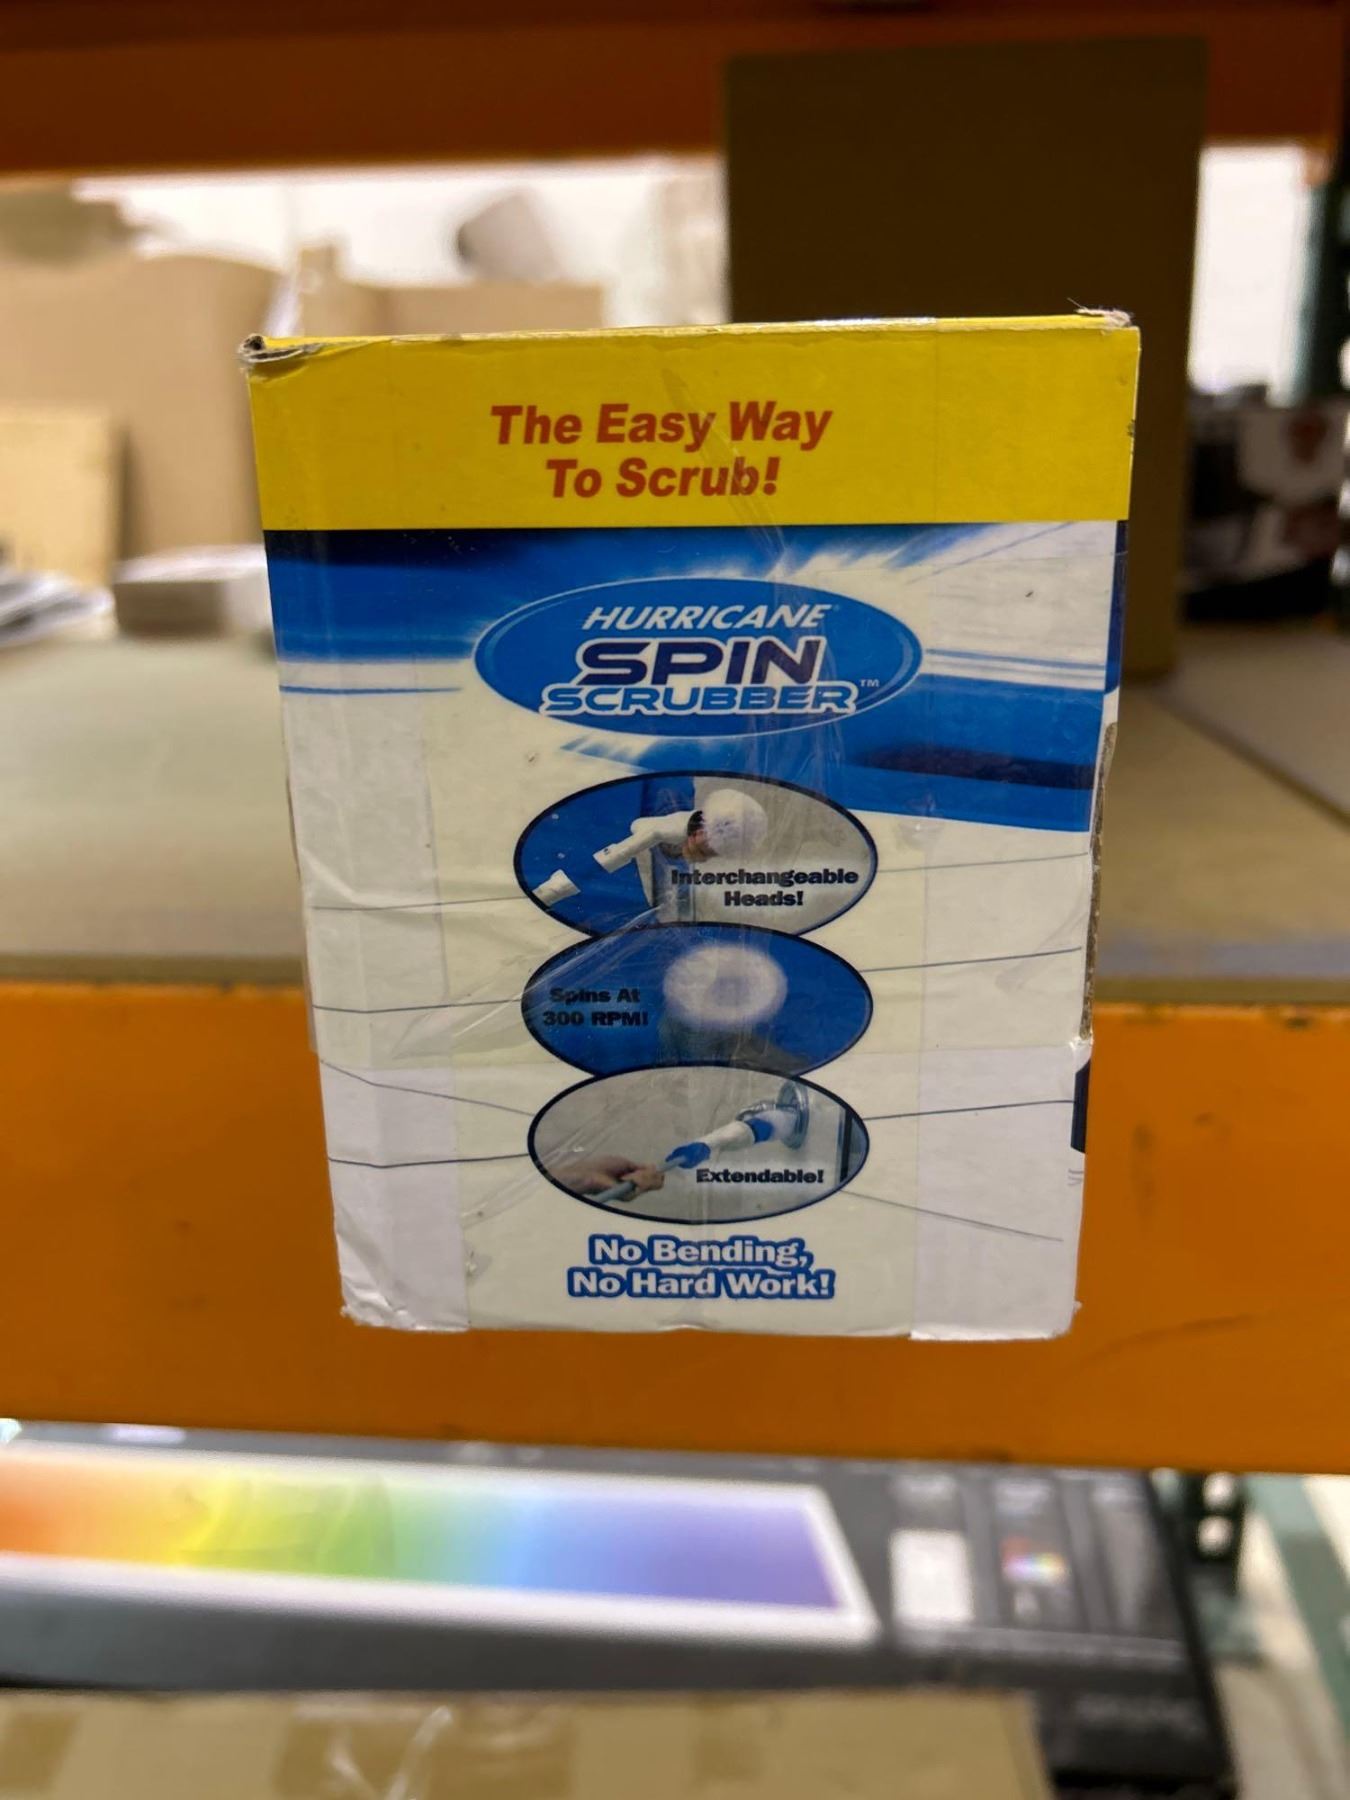 The Easy Way
To Scrub!
HURRICANE
SPIN
SCRUBBER™
Interchangeable
Heads!
Spins At
300 RPM!
Extendable!
No Bending,
No Hard Work!